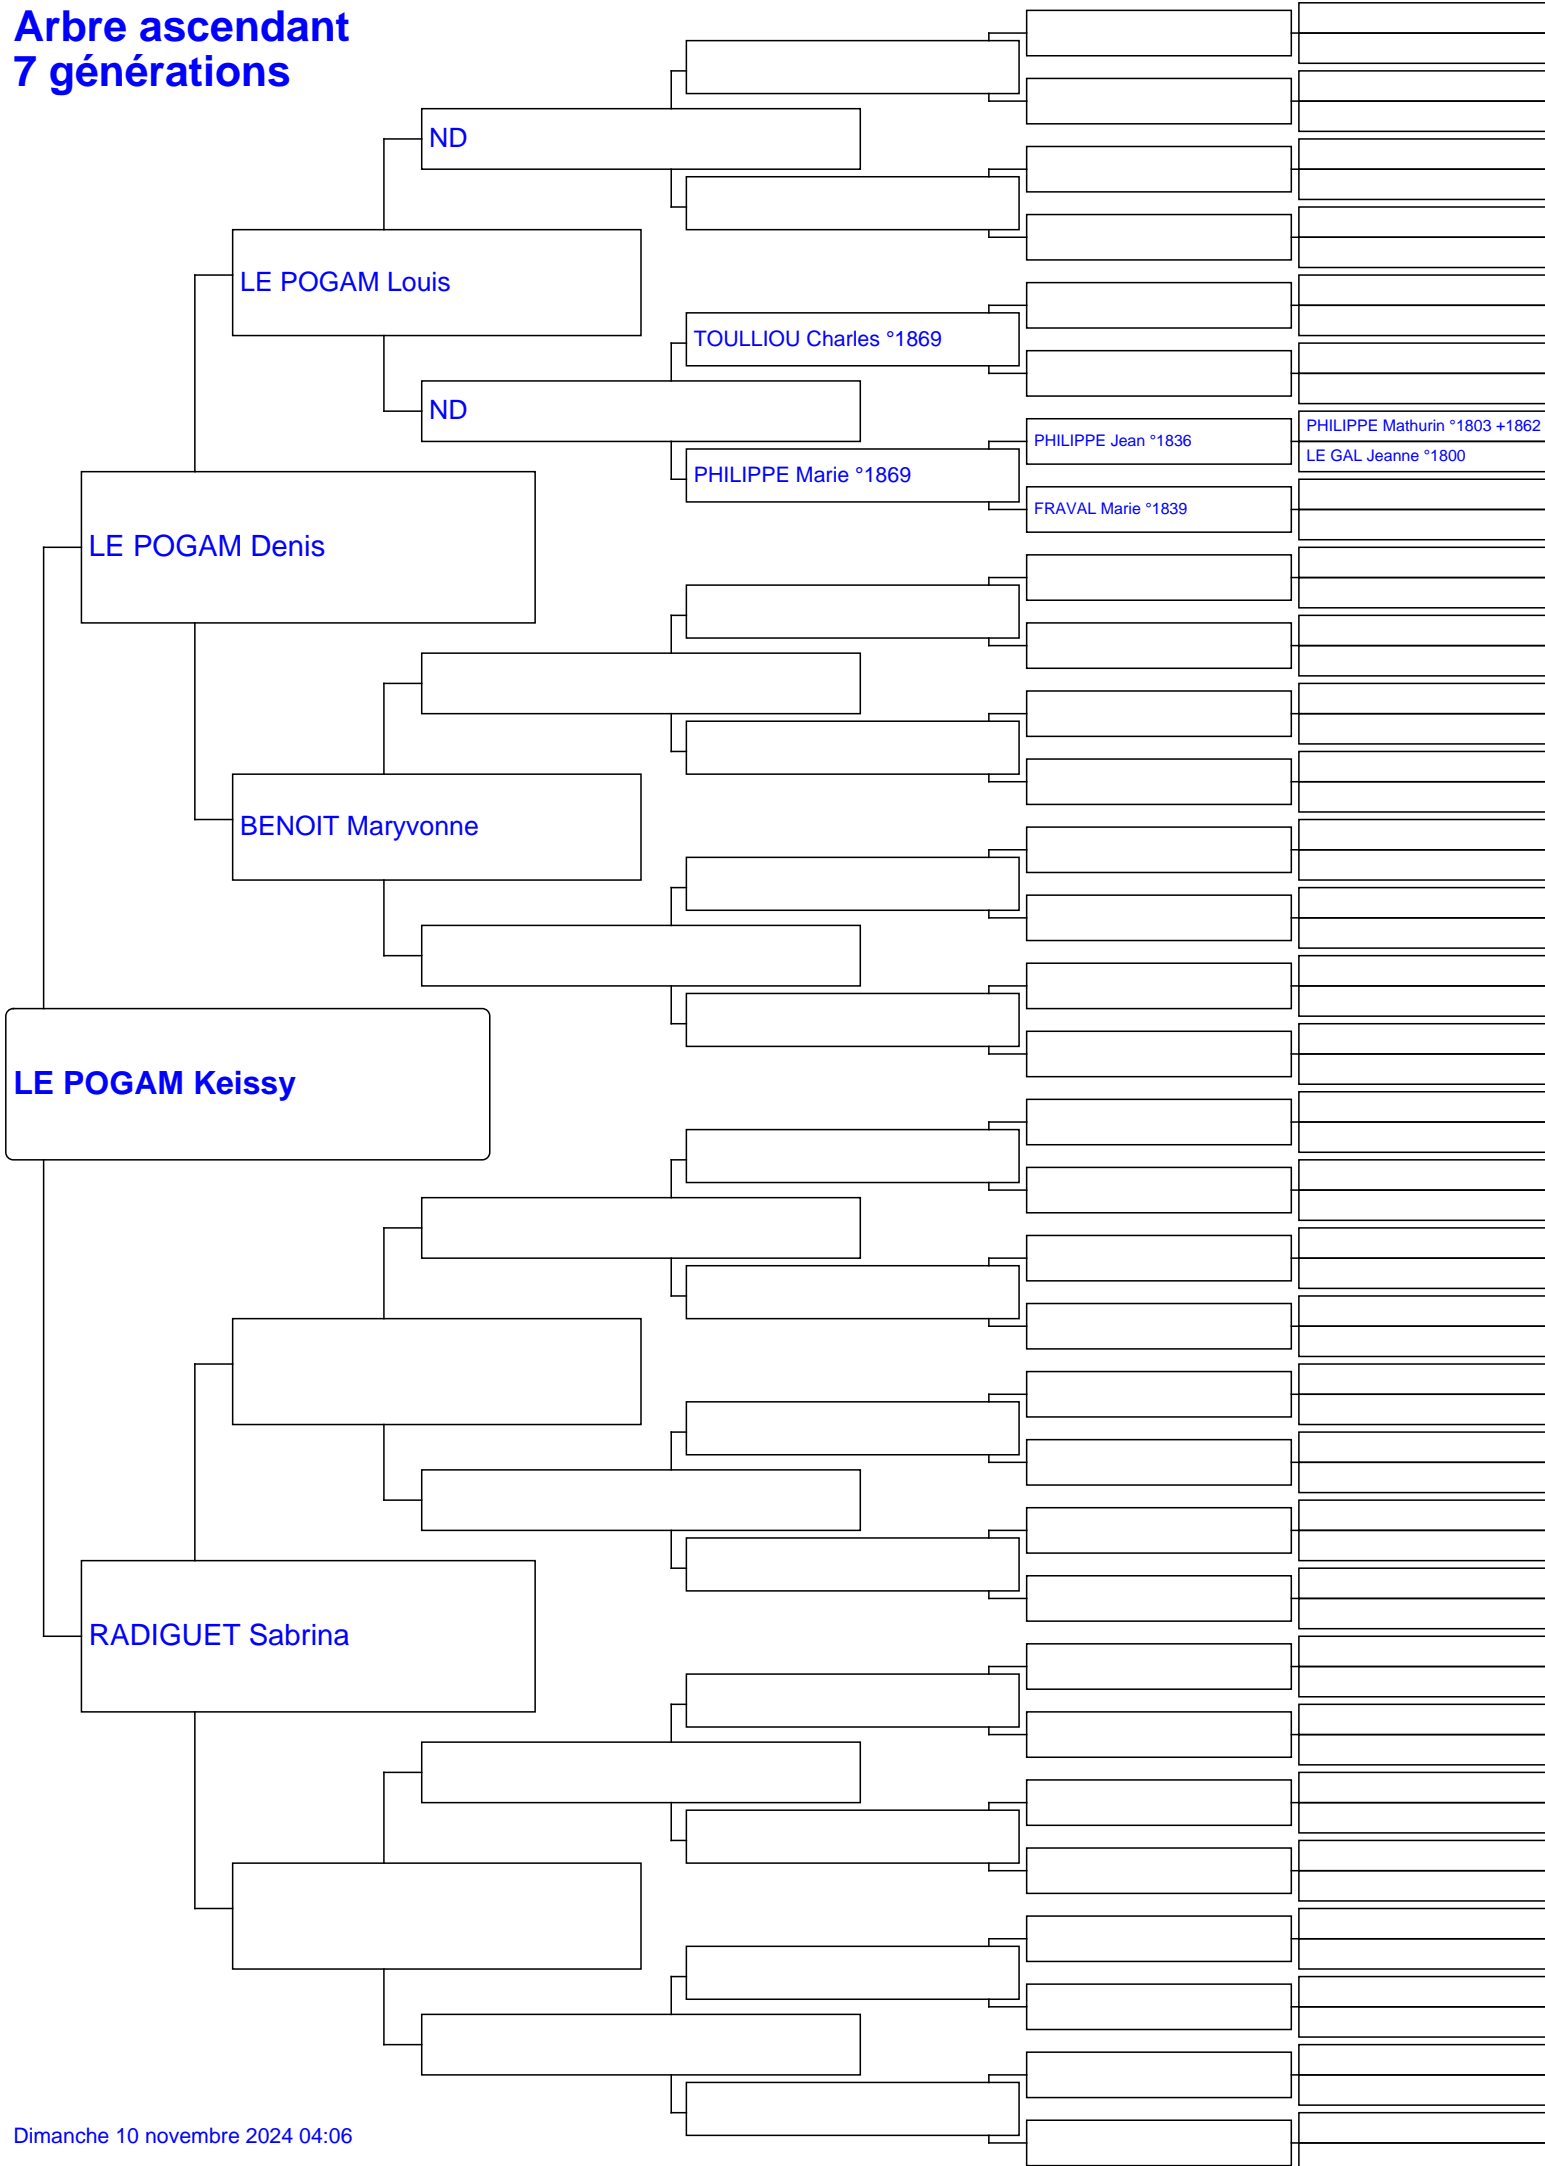 Arbre ascendant
7 générations
ND
LE POGAM Louis
TOULLIOU Charles °1869
ND
PHILIPPE Jean °1836
PHILIPPE Mathurin °1803 +1862
LE GAL Jeanne °1800
PHILIPPE Marie °1869
FRAVAL Marie °1839
LE POGAM Denis
BENOIT Maryvonne
LE POGAM Keissy
RADIGUET Sabrina
Dimanche 10 novembre 2024 04:06